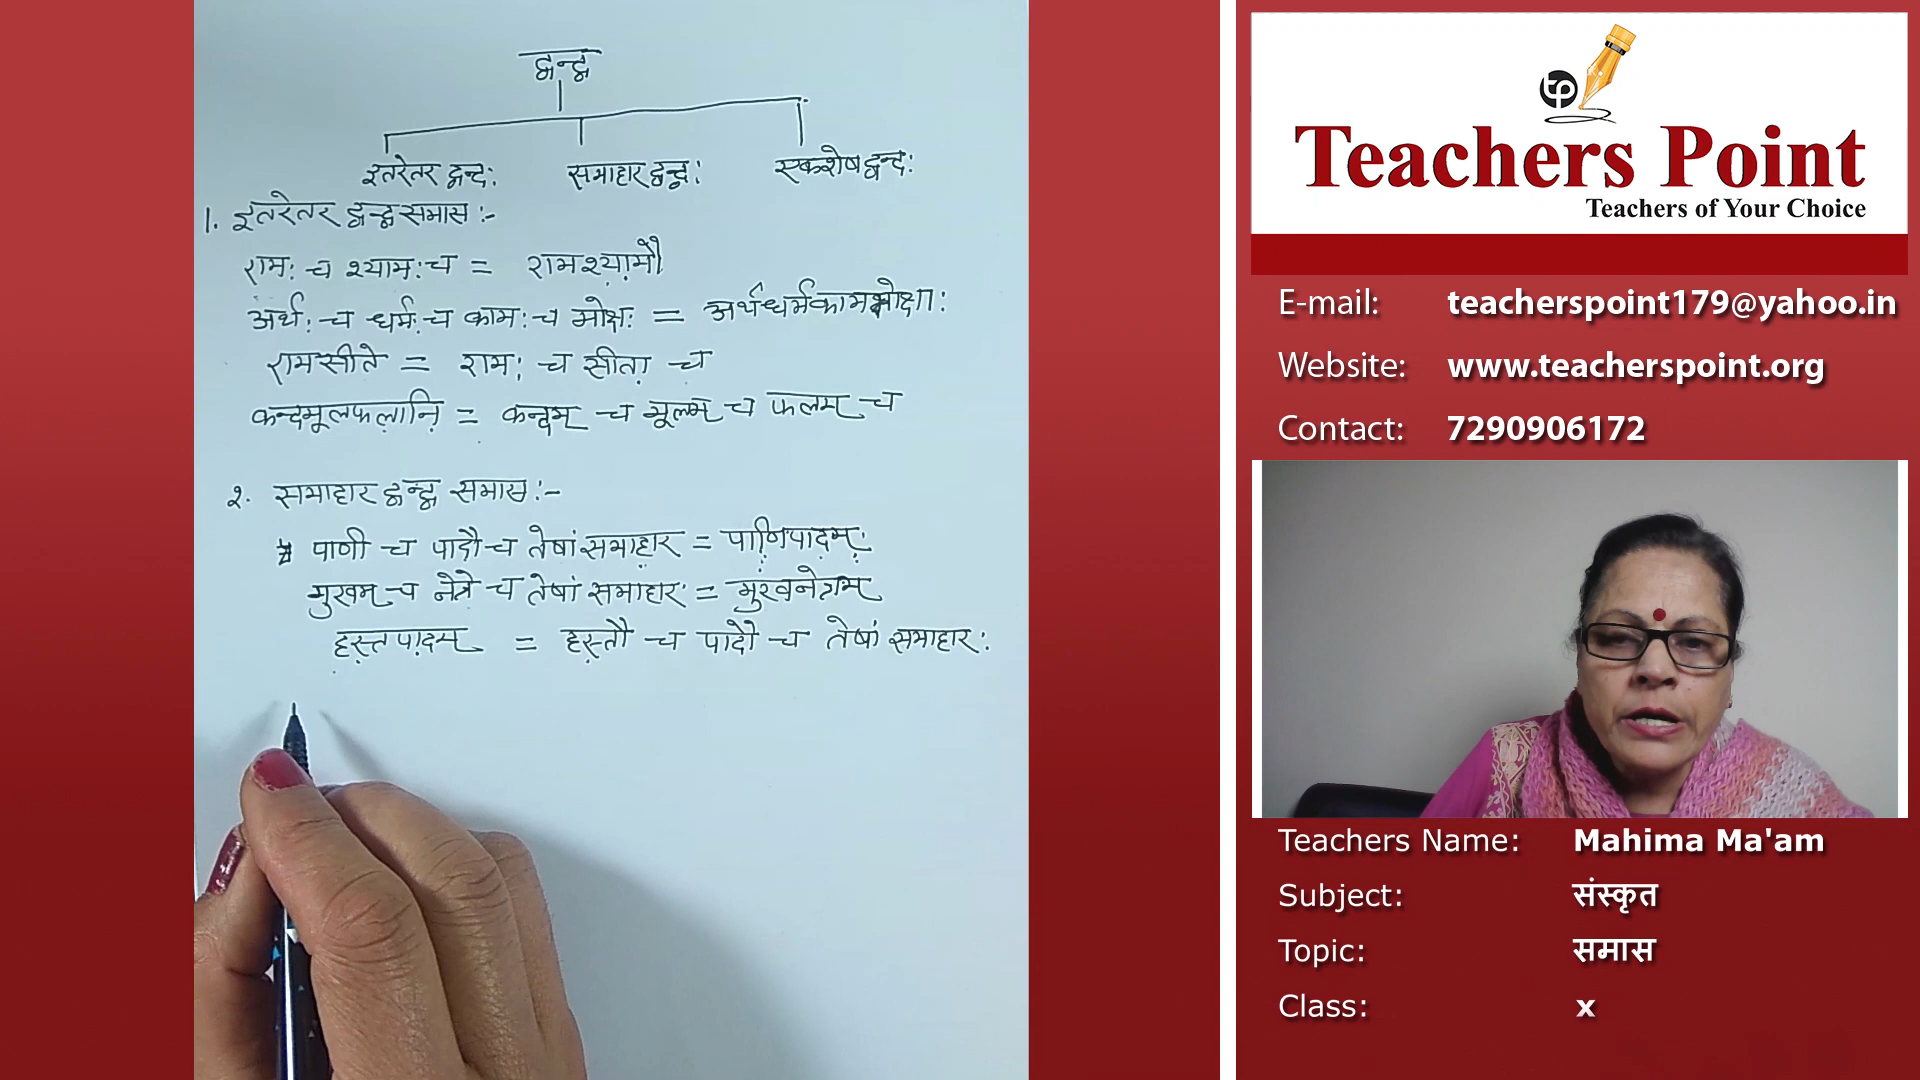 द्वन्द्व
इतरेतर द्वन्द्व: समाहार द्वन्द्व: एकशेष द्वन्द्व:
1. इतरेतर द्वन्द्व समास :-
राम: च श्याम: च = रामश्यामौ
अर्थ: च धर्म: च काम: च मोक्ष: = अर्थधर्मकाममोक्षा:
रामसीते = राम: च सीता च
कन्दमूलफलानि = कन्दम् च मूलम् च फलम् च
२. समाहार द्वन्द्व समास :-
पाणी च पादौ च तेषां समाहार = पाणिपादम्
मुखम् च नेत्रे च तेषां समाहार: = मुखनेत्रम्
हस्तपादम् = हस्तौ च पादौ च तेषां समाहार:
tp
Teachers Point
Teachers of Your Choice
E-mail: teacherspoint179@yahoo.in
Website: www.teacherspoint.org
Contact: 7290906172
Teachers Name: Mahima Ma'am
Subject: संस्कृत
Topic: समास
Class: x